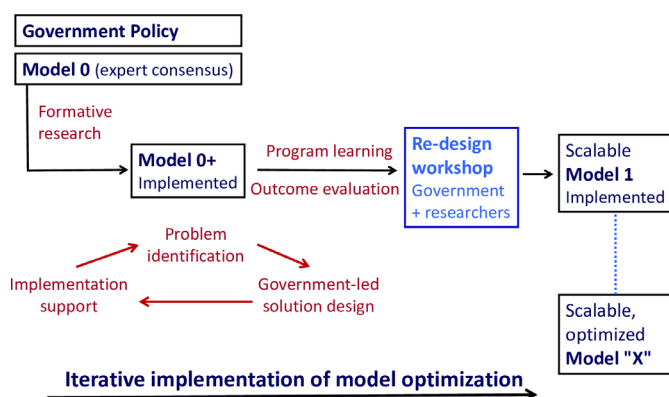 Government Policy
Model 0 (expert consensus)
Formative
research
Model 0+
Implemented
Program learning
Outcome evaluation
Re-design
workshop
Government
+ researchers
Scalable
Model 1
Implemented
Problem
identification
Implementation
support
Government-led
solution design
Scalable,
optimized
Model "X"
Iterative implementation of model optimization